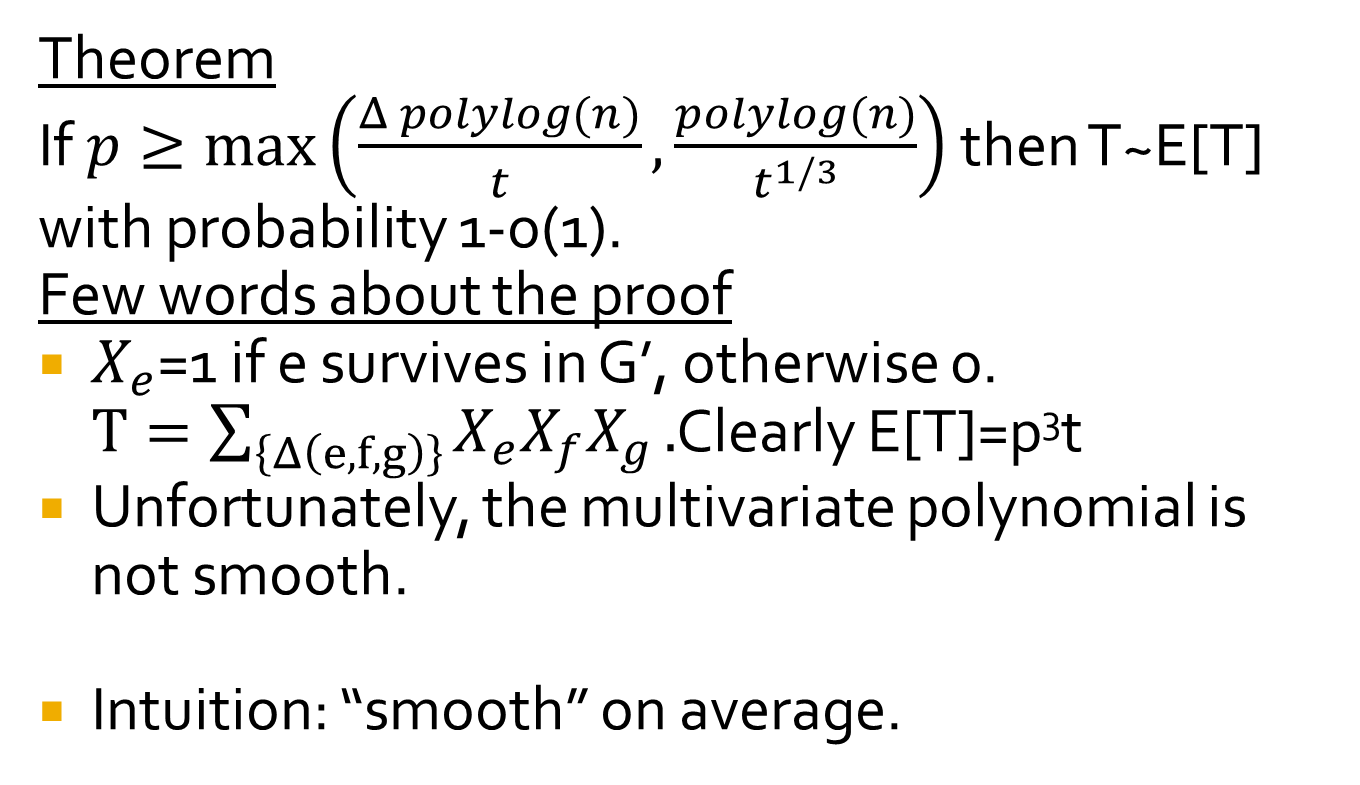 Theorem
If p ≥ max(Δ polylog(n)/t, polylog(n)/t^{1/3}) then T~E[T]
with probability 1-o(1).
Few words about the proof
▪ X_e=1 if e survives in G’, otherwise 0.
T = ∑_{{Δ(e,f,g)}} X_e X_f X_g .Clearly E[T]=p³t
▪ Unfortunately, the multivariate polynomial is
not smooth.
▪ Intuition: “smooth” on average.